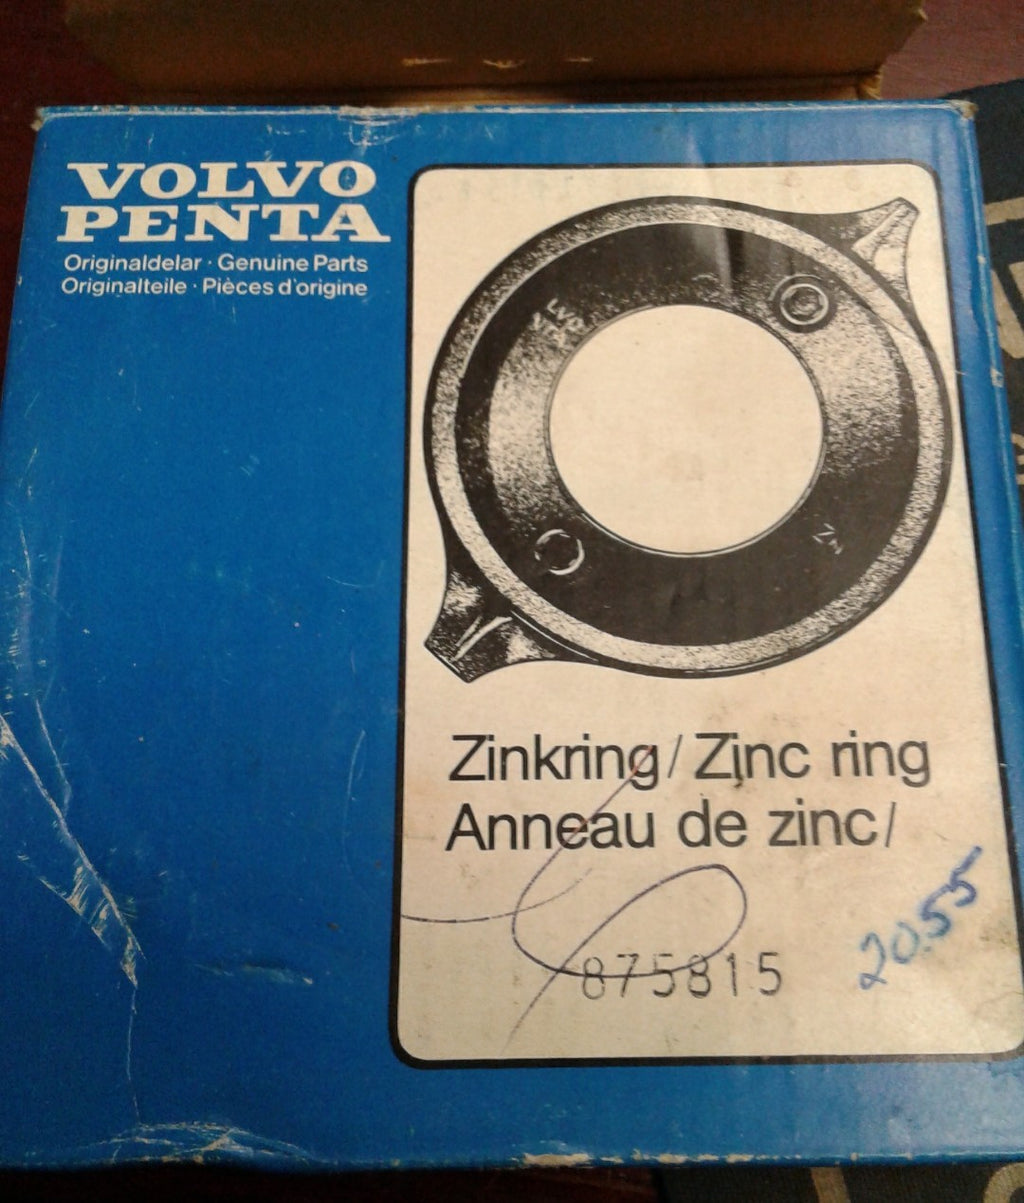 VOLVO
PENTA
Originaldelar · Genuine Parts
Originalteile · Pièces d'origine
Zinkring / Zinc ring
Anneau de zinc /
875815
20.55